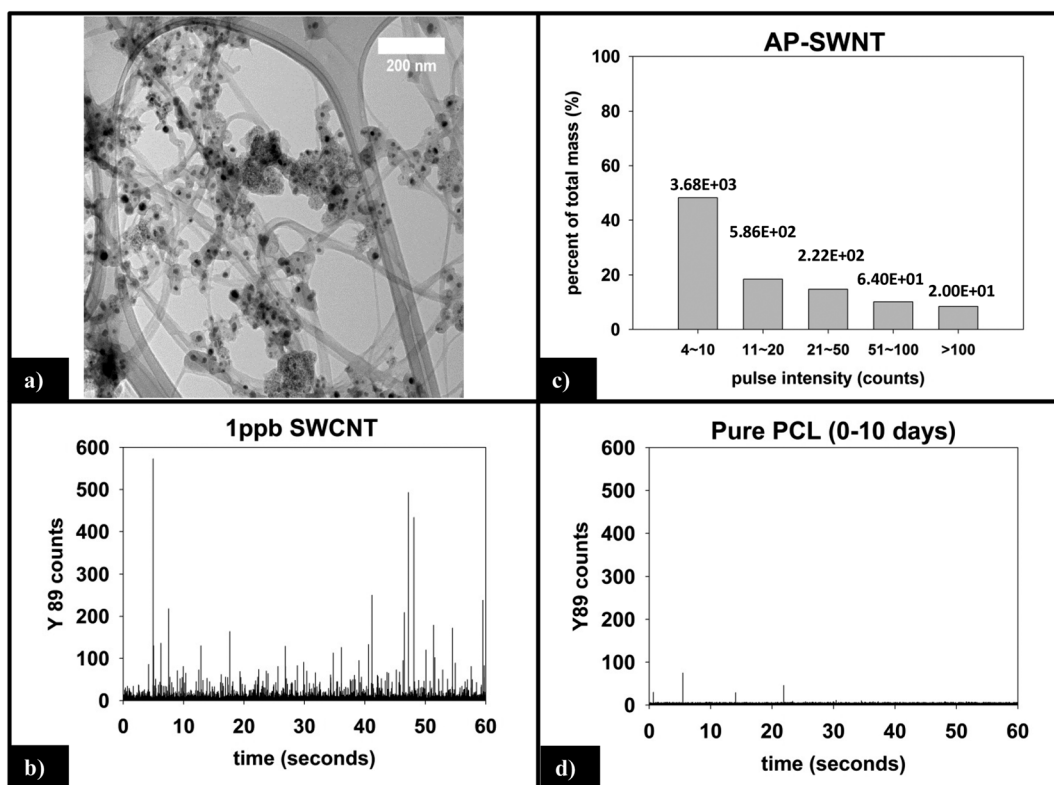 200 nm
a)
AP-SWNT
percent of total mass (%)
100
80
60
40
20
0
3.68E+03
5.86E+02
2.22E+02
6.40E+01
2.00E+01
4~10 11~20 21~50 51~100 >100
pulse intensity (counts)
c)
1ppb SWCNT
Y 89 counts
600
500
400
300
200
100
0
0 10 20 30 40 50 60
time (seconds)
b)
Pure PCL (0-10 days)
Y89 counts
600
500
400
300
200
100
0
0 10 20 30 40 50 60
time (seconds)
d)